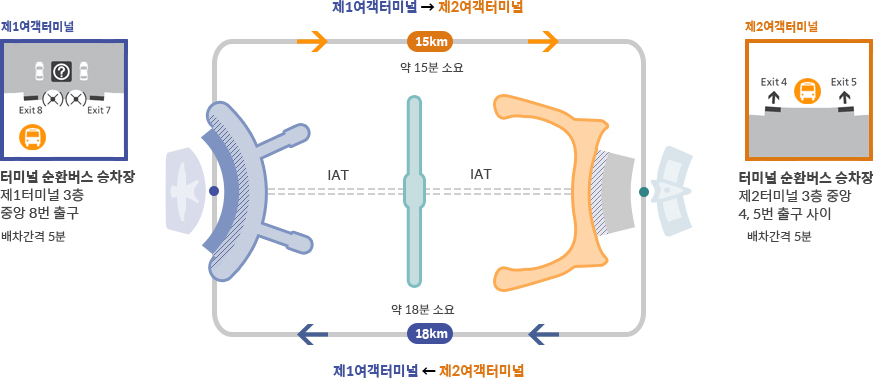 제1여객터미널 → 제2여객터미널
제1여객터미널
Exit 8
Exit 7
터미널 순환버스 승차장
제1터미널 3층
중앙 8번 출구
배차간격 5분
15km
약 15분 소요
IAT
IAT
약 18분 소요
18km
제1여객터미널 ← 제2여객터미널
제2여객터미널
Exit 4
Exit 5
터미널 순환버스 승차장
제2터미널 3층 중앙
4, 5번 출구 사이
배차간격 5분